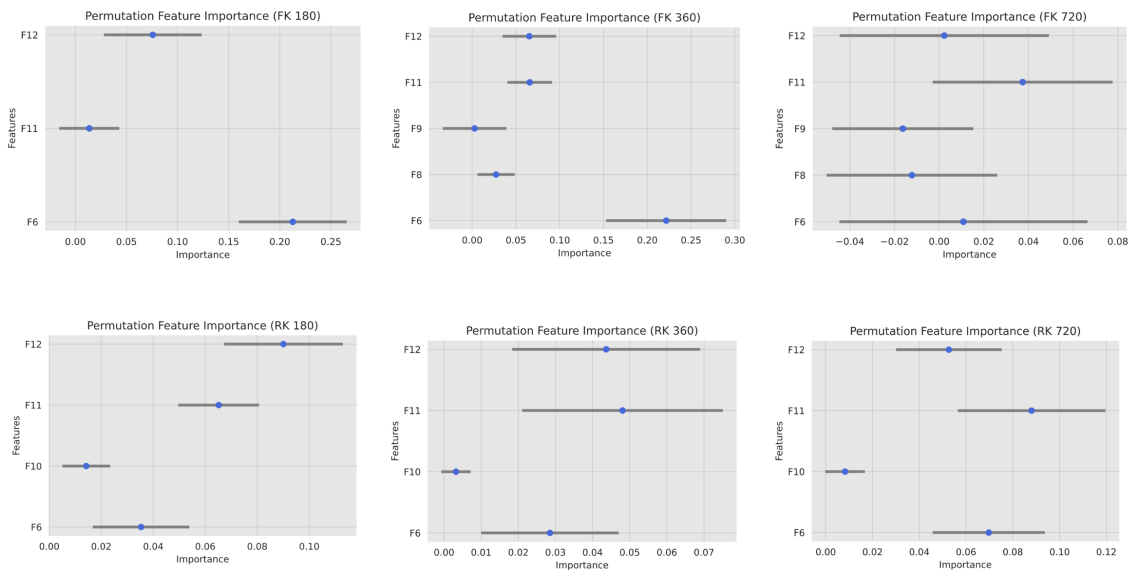 Permutation Feature Importance (FK 180)
F12
F11
F6
Features
0.00 0.05 0.10 0.15 0.20 0.25
Importance
Permutation Feature Importance (FK 360)
F12
F11
F9
F8
F6
Features
0.00 0.05 0.10 0.15 0.20 0.25 0.30
Importance
Permutation Feature Importance (FK 720)
F12
F11
F9
F8
F6
Features
−0.04 −0.02 0.00 0.02 0.04 0.06 0.08
Importance
Permutation Feature Importance (RK 180)
F12
F11
F10
F6
Features
0.00 0.02 0.04 0.06 0.08 0.10
Importance
Permutation Feature Importance (RK 360)
F12
F11
F10
F6
Features
0.00 0.01 0.02 0.03 0.04 0.05 0.06 0.07
Importance
Permutation Feature Importance (RK 720)
F12
F11
F10
F6
Features
0.00 0.02 0.04 0.06 0.08 0.10 0.12
Importance